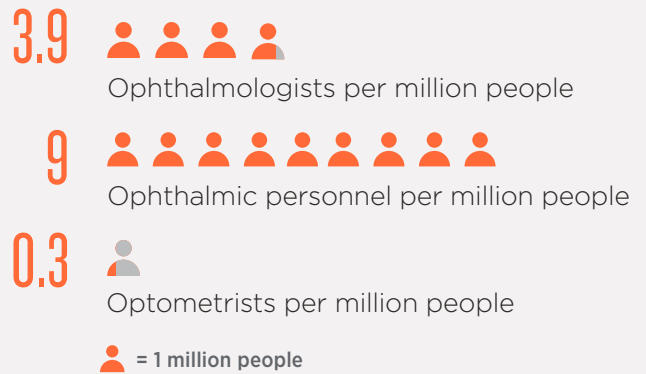 3.9
Ophthalmologists per million people
9
Ophthalmic personnel per million people
0.3
Optometrists per million people
= 1 million people